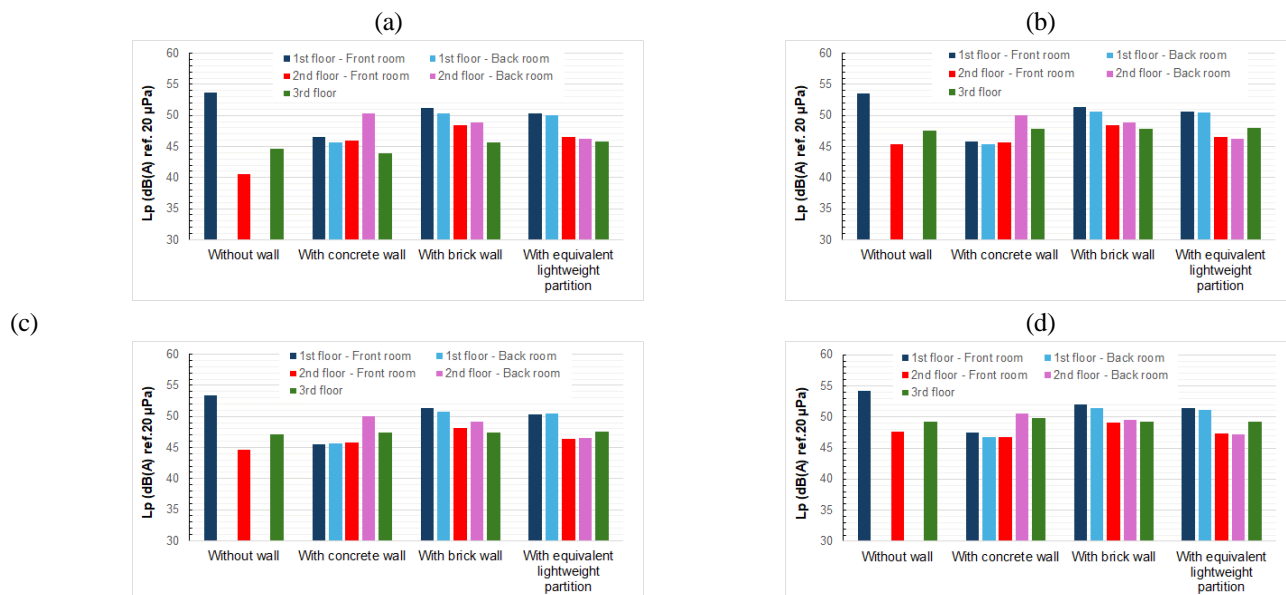 (a)
60
55
50
45
40
35
30
Lp (dB(A) ref. 20 µPa)
1st floor - Front room
1st floor - Back room
2nd floor - Front room
2nd floor - Back room
3rd floor
Without wall
With concrete wall
With brick wall
With equivalent
lightweight
partition
(b)
60
55
50
45
40
35
30
Lp (dB(A) ref. 20 µPa)
1st floor - Front room
1st floor - Back room
2nd floor - Front room
2nd floor - Back room
3rd floor
Without wall
With concrete wall
With brick wall
With equivalent
lightweight
partition
(c)
60
55
50
45
40
35
30
Lp (dB(A) ref.20 µPa)
1st floor - Front room
1st floor - Back room
2nd floor - Front room
2nd floor - Back room
3rd floor
Without wall
With concrete wall
With brick wall
With equivalent
lightweight
partition
(d)
60
55
50
45
40
35
30
Lp (dB(A) ref.20 µPa)
1st floor - Front room
1st floor - Back room
2nd floor - Front room
2nd floor - Back room
3rd floor
Without wall
With concrete wall
With brick wall
With equivalent
lightweight
partition